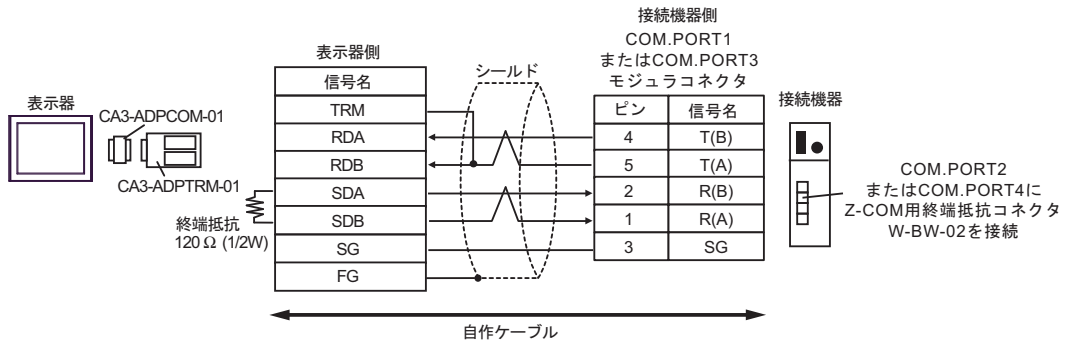 表示器
CA3-ADPCOM-01
CA3-ADPTRM-01
終端抵抗
120Ω (1/2W)
表示器側
信号名
TRM
RDA
RDB
SDA
SDB
SG
FG
シールド
接続機器側
COM.PORT1
またはCOM.PORT3
モジュラコネクタ
ピン 信号名
4 T(B)
5 T(A)
2 R(B)
1 R(A)
3 SG
接続機器
COM.PORT2
またはCOM.PORT4に
Z-COM用終端抵抗コネクタ
W-BW-02を接続
自作ケーブル